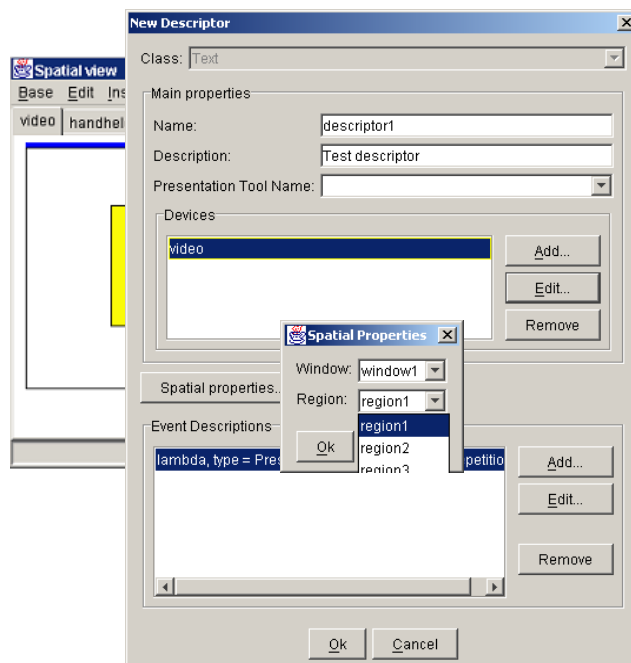 New Descriptor
Class: Text
Spatial view
Base Edit Ins
video handhel
Main properties
Name: descriptor1
Description: Test descriptor
Presentation Tool Name:
Devices
video
Add...
Edit...
Remove
Spatial Properties
Window: window1
Region: region1
region1
region2
region3
Ok
Spatial properties..
Event Descriptions
lambda, type = Pres petitio
Add...
Edit...
Remove
Ok Cancel